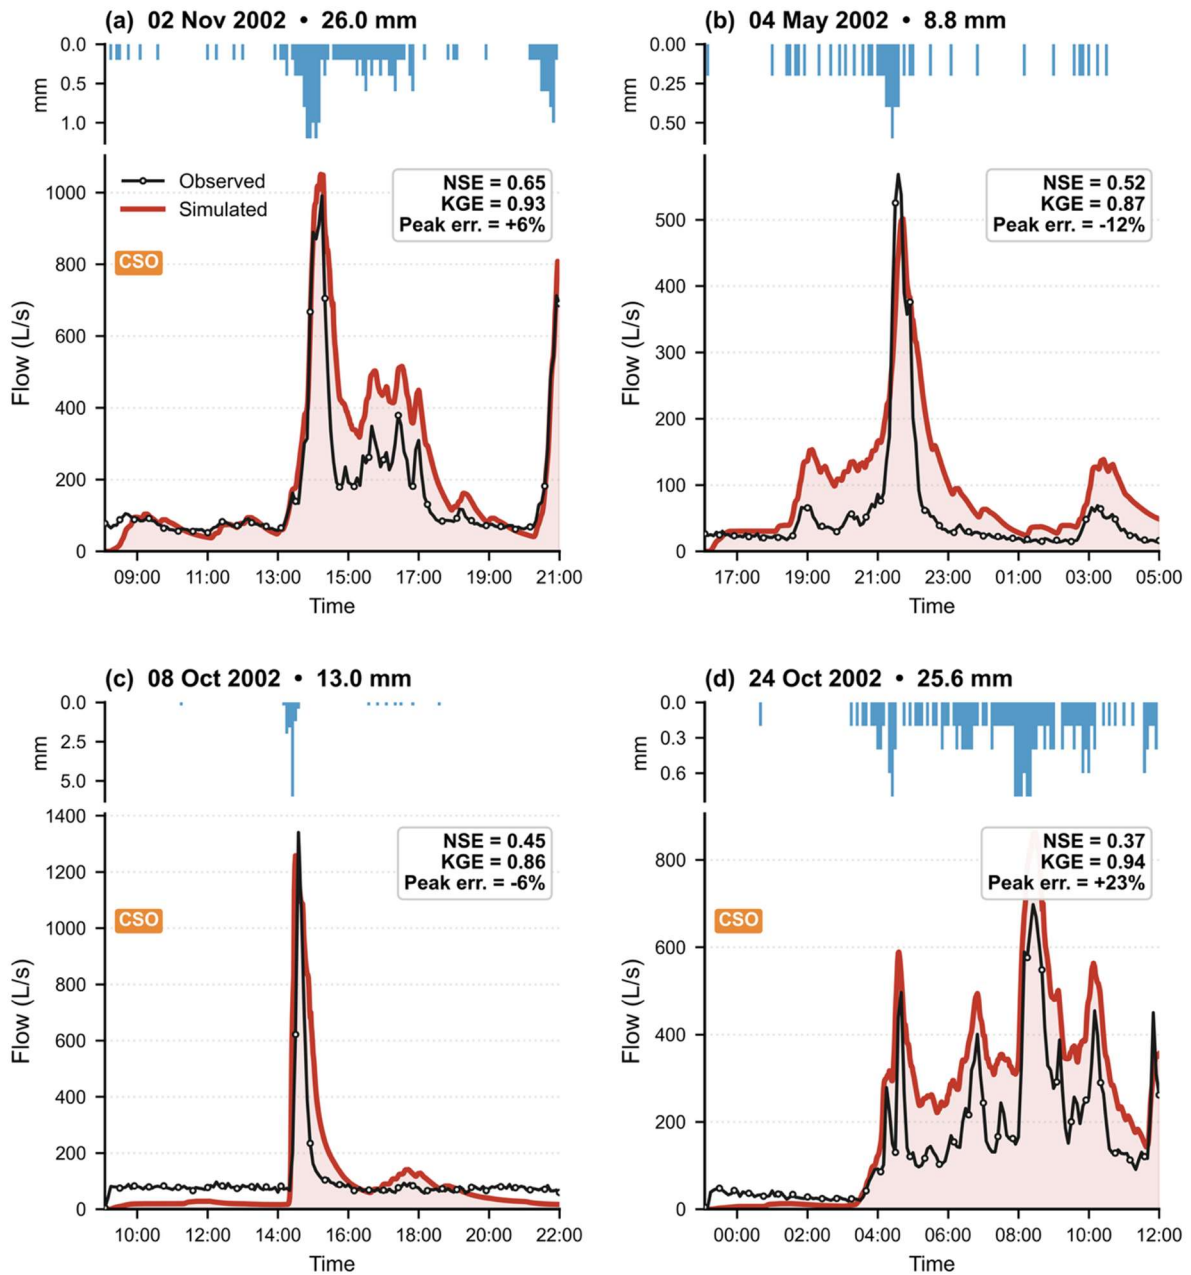 (a) 02 Nov 2002 • 26.0 mm
0.0
0.5
1.0
mm
Observed
Simulated
NSE = 0.65
KGE = 0.93
Peak err. = +6%
CSO
1000
800
600
400
200
0
Flow (L/s)
09:00 11:00 13:00 15:00 17:00 19:00 21:00
Time
(b) 04 May 2002 • 8.8 mm
0.00
0.25
0.50
mm
NSE = 0.52
KGE = 0.87
Peak err. = -12%
500
400
300
200
100
0
Flow (L/s)
17:00 19:00 21:00 23:00 01:00 03:00 05:00
Time
(c) 08 Oct 2002 • 13.0 mm
0.0
2.5
5.0
mm
NSE = 0.45
KGE = 0.86
Peak err. = -6%
CSO
1400
1200
1000
800
600
400
200
0
Flow (L/s)
10:00 12:00 14:00 16:00 18:00 20:00 22:00
Time
(d) 24 Oct 2002 • 25.6 mm
0.0
0.3
0.6
mm
NSE = 0.37
KGE = 0.94
Peak err. = +23%
CSO
800
600
400
200
0
Flow (L/s)
00:00 02:00 04:00 06:00 08:00 10:00 12:00
Time